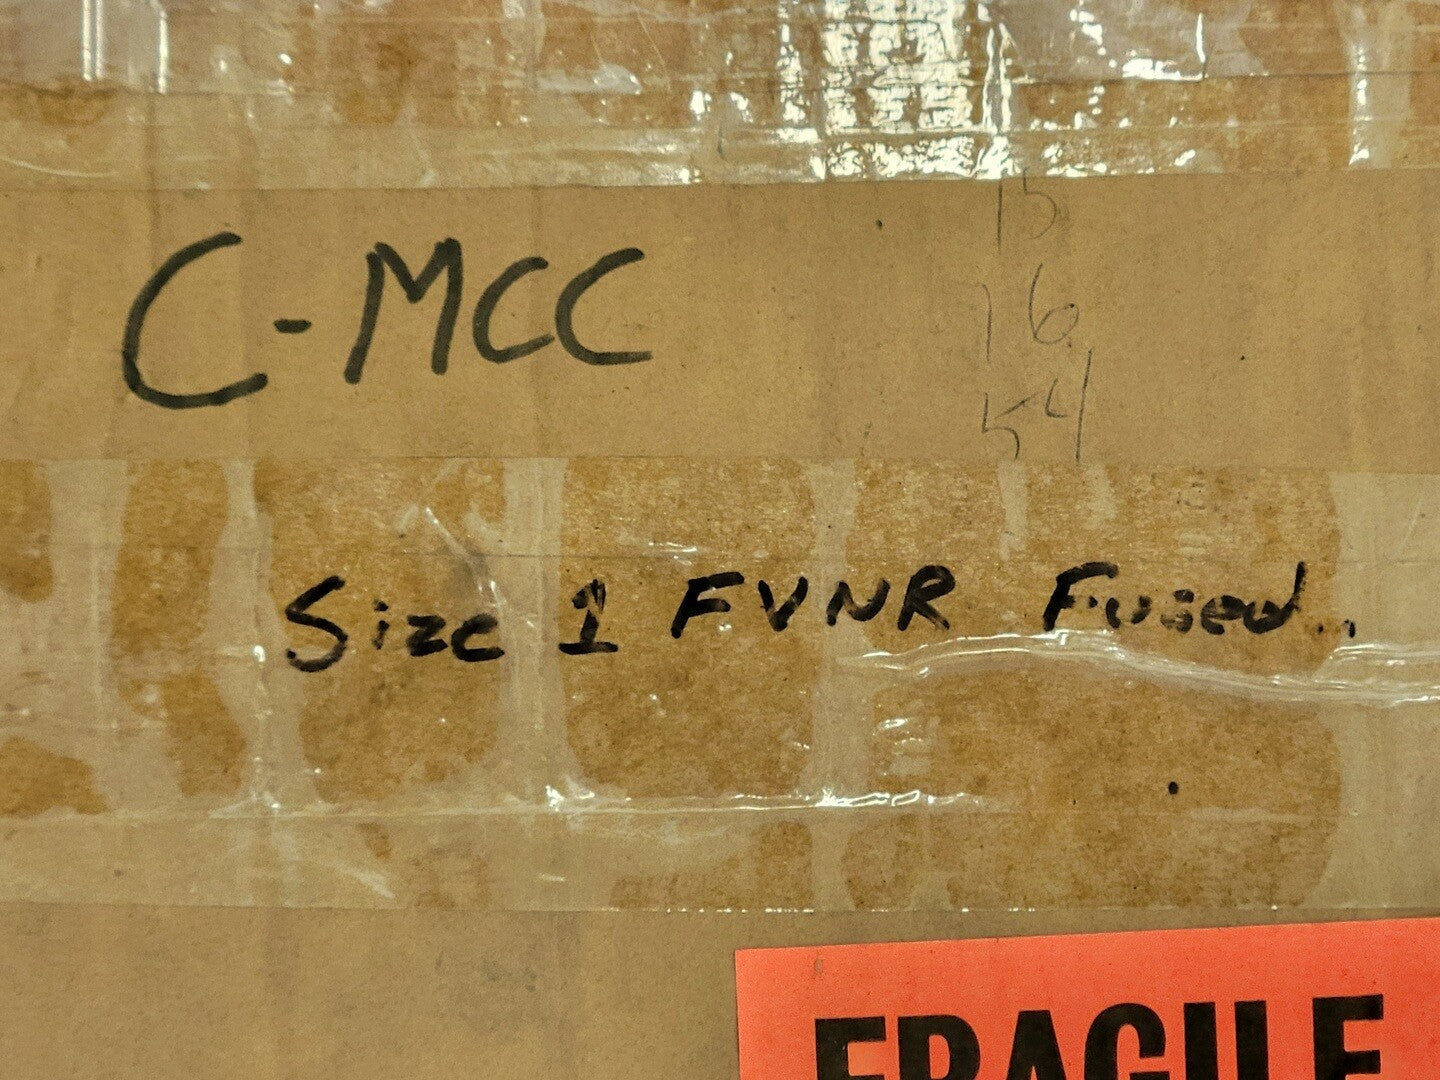 C-MCC
15
16
54
Size 1 FVNR Fused..
FRAGILE